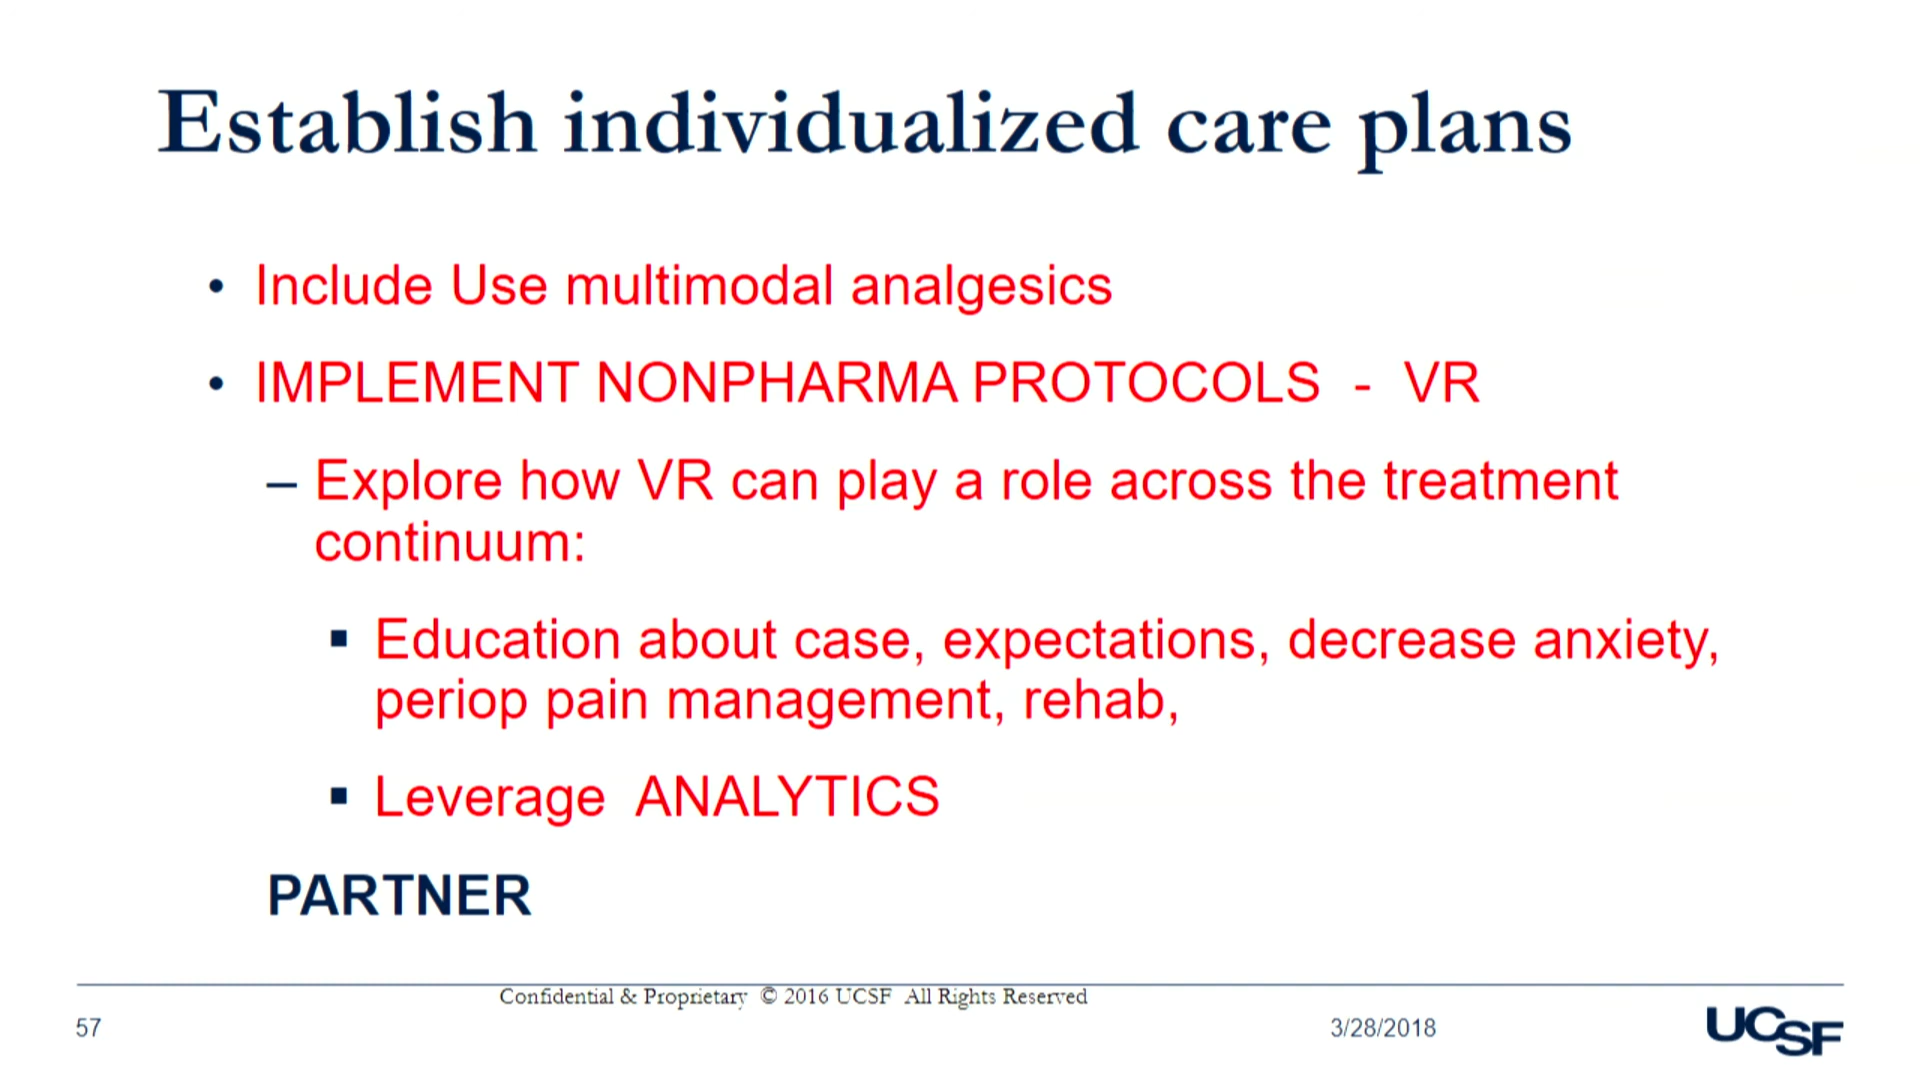 Establish individualized care plans
• Include Use multimodal analgesics
• IMPLEMENT NONPHARMA PROTOCOLS - VR
– Explore how VR can play a role across the treatment
continuum:
▪ Education about case, expectations, decrease anxiety,
periop pain management, rehab,
▪ Leverage ANALYTICS
PARTNER
Confidential & Proprietary © 2016 UCSF All Rights Reserved
57
3/28/2018
UCSF